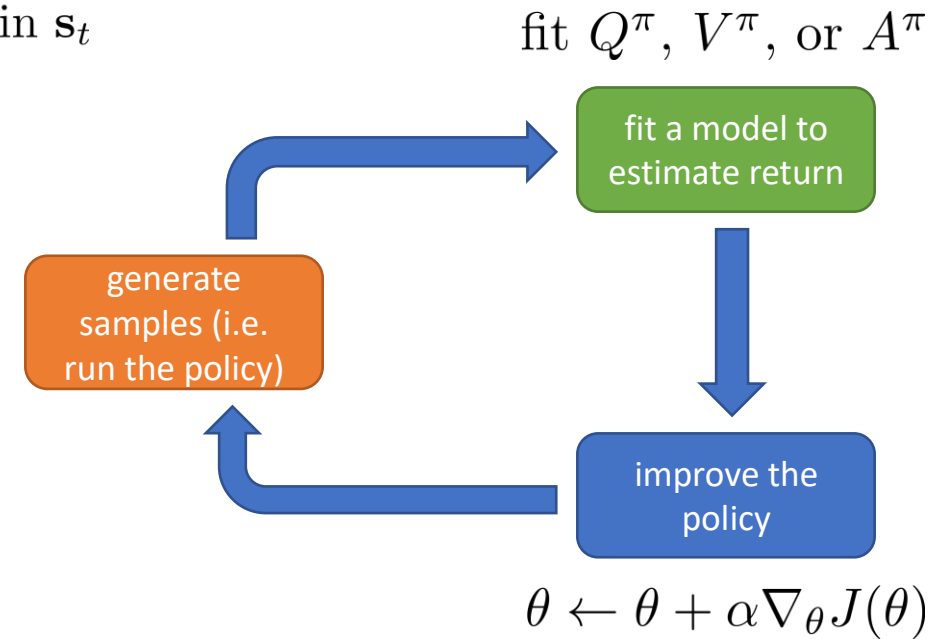 in $\mathbf{s}_t$
fit $Q^\pi$, $V^\pi$, or $A^\pi$
fit a model to
estimate return
generate
samples (i.e.
run the policy)
improve the
policy
$\theta \leftarrow \theta + \alpha \nabla_\theta J(\theta)$